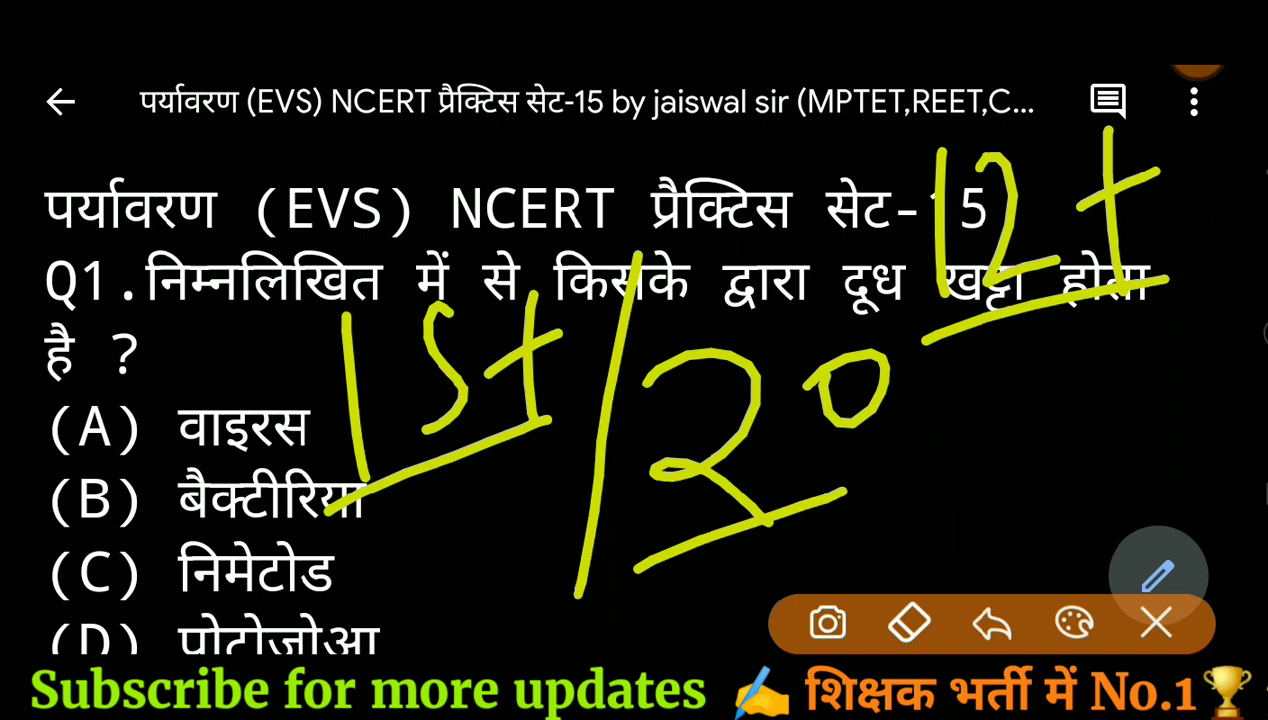 पर्यावरण (EVS) NCERT प्रैक्टिस सेट-15 by jaiswal sir (MPTET,REET,C...
पर्यावरण (EVS) NCERT प्रैक्टिस सेट-15
12t
Q1.निम्नलिखित में से किसके द्वारा दूध खट्टा होता
है ?
1st/20
(A) वाइरस
(B) बैक्टीरिया
(C) निमेटोड
(D) प्रोटोजोआ
Subscribe for more updates ✍️ शिक्षक भर्ती में No.1🏆